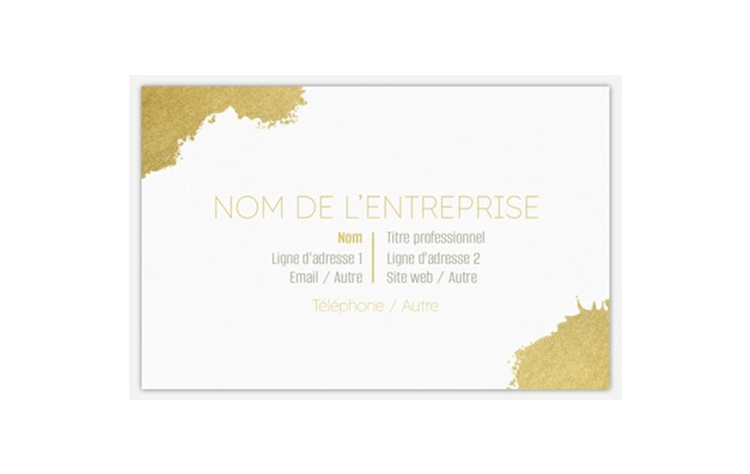 NOM DE L'ENTREPRISE
Nom
Titre professionnel
Ligne d'adresse 1
Ligne d'adresse 2
Email / Autre
Site web / Autre
Téléphone / Autre